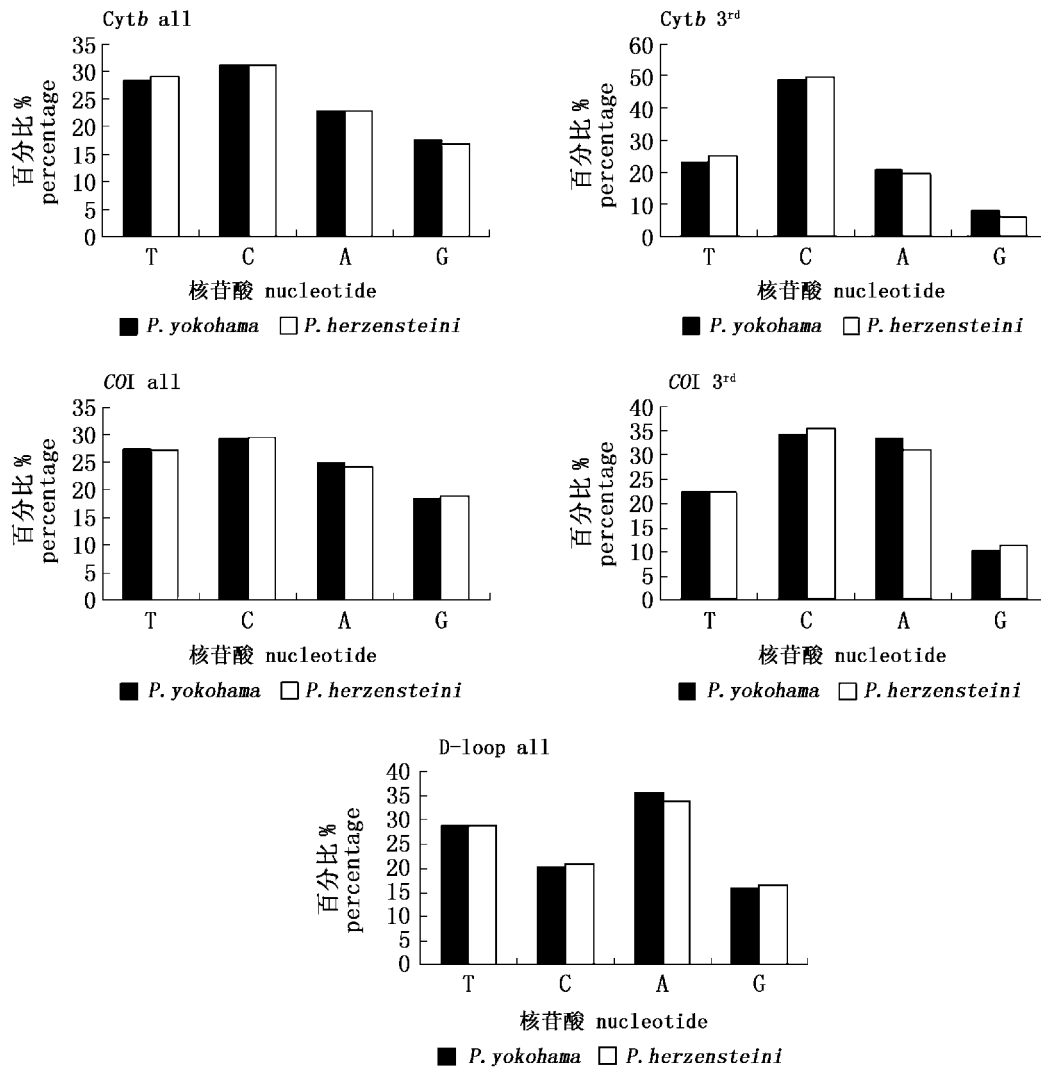 Cytb all
百分比 %
percentage
35
30
25
20
15
10
5
0
T C A G
核苷酸 nucleotide
P. yokohama P. herzensteini
Cytb 3rd
百分比 %
percentage
60
50
40
30
20
10
0
T C A G
核苷酸 nucleotide
P. yokohama P. herzensteini
COI all
百分比 %
percentage
35
30
25
20
15
10
5
0
T C A G
核苷酸 nucleotide
P. yokohama P. herzensteini
COI 3rd
百分比 %
percentage
40
35
30
25
20
15
10
5
0
T C A G
核苷酸 nucleotide
P. yokohama P. herzensteini
D-loop all
百分比 %
percentage
40
35
30
25
20
15
10
5
0
T C A G
核苷酸 nucleotide
P. yokohama P. herzensteini